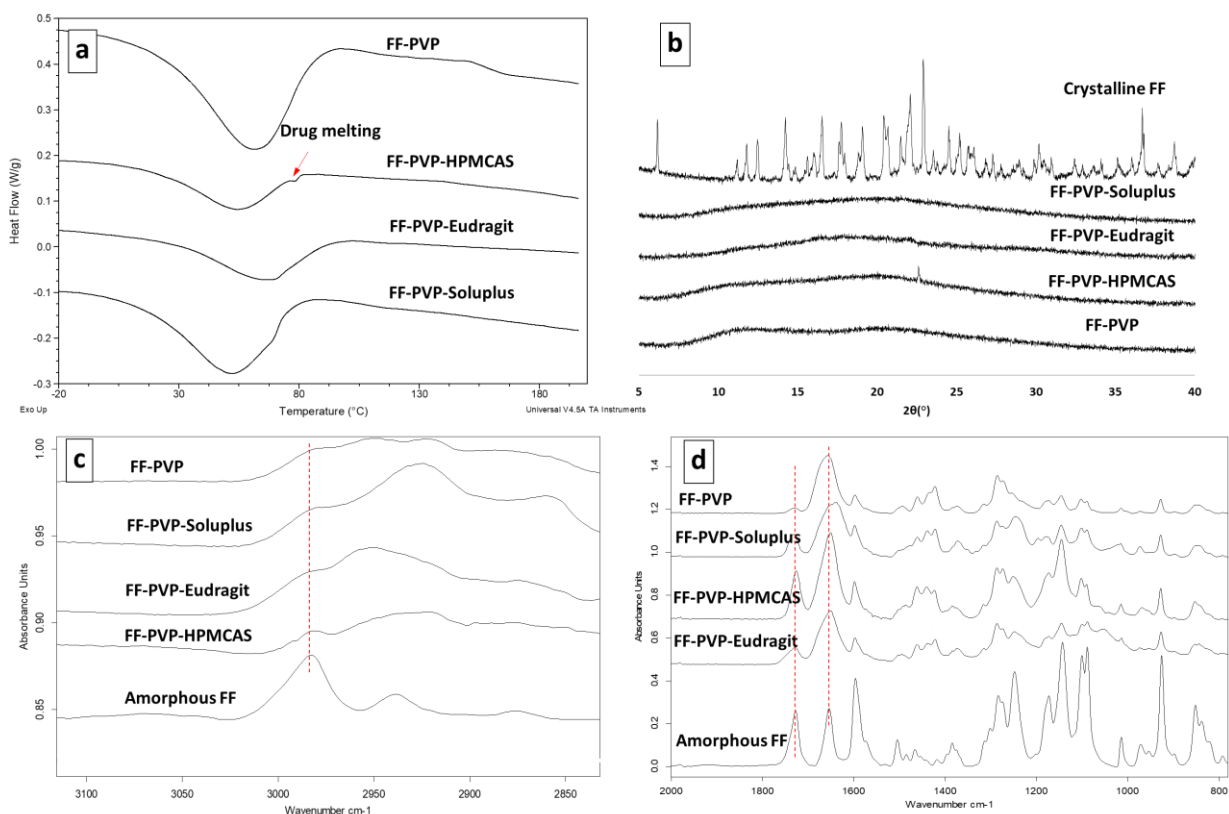 a
FF-PVP
Drug melting
FF-PVP-HPMCAS
FF-PVP-Eudragit
FF-PVP-Soluplus
0.5
0.4
0.3
0.2
0.1
0.0
-0.1
-0.2
-0.3
Heat Flow (W/g)
-20 30 80 130 180
Exo Up Temperature (°C) Universal V4.5A TA Instruments
b
Crystalline FF
FF-PVP-Soluplus
FF-PVP-Eudragit
FF-PVP-HPMCAS
FF-PVP
5 10 15 20 25 30 35 40
2θ(°)
c
FF-PVP
FF-PVP-Soluplus
FF-PVP-Eudragit
FF-PVP-HPMCAS
Amorphous FF
1.00
0.95
0.90
0.85
Absorbance Units
3100 3050 3000 2950 2900 2850
Wavenumber cm-1
d
FF-PVP
FF-PVP-Soluplus
FF-PVP-HPMCAS
FF-PVP-Eudragit
Amorphous FF
1.4
1.2
1.0
0.8
0.6
0.4
0.2
0.0
Absorbance Units
2000 1800 1600 1400 1200 1000 800
Wavenumber cm-1